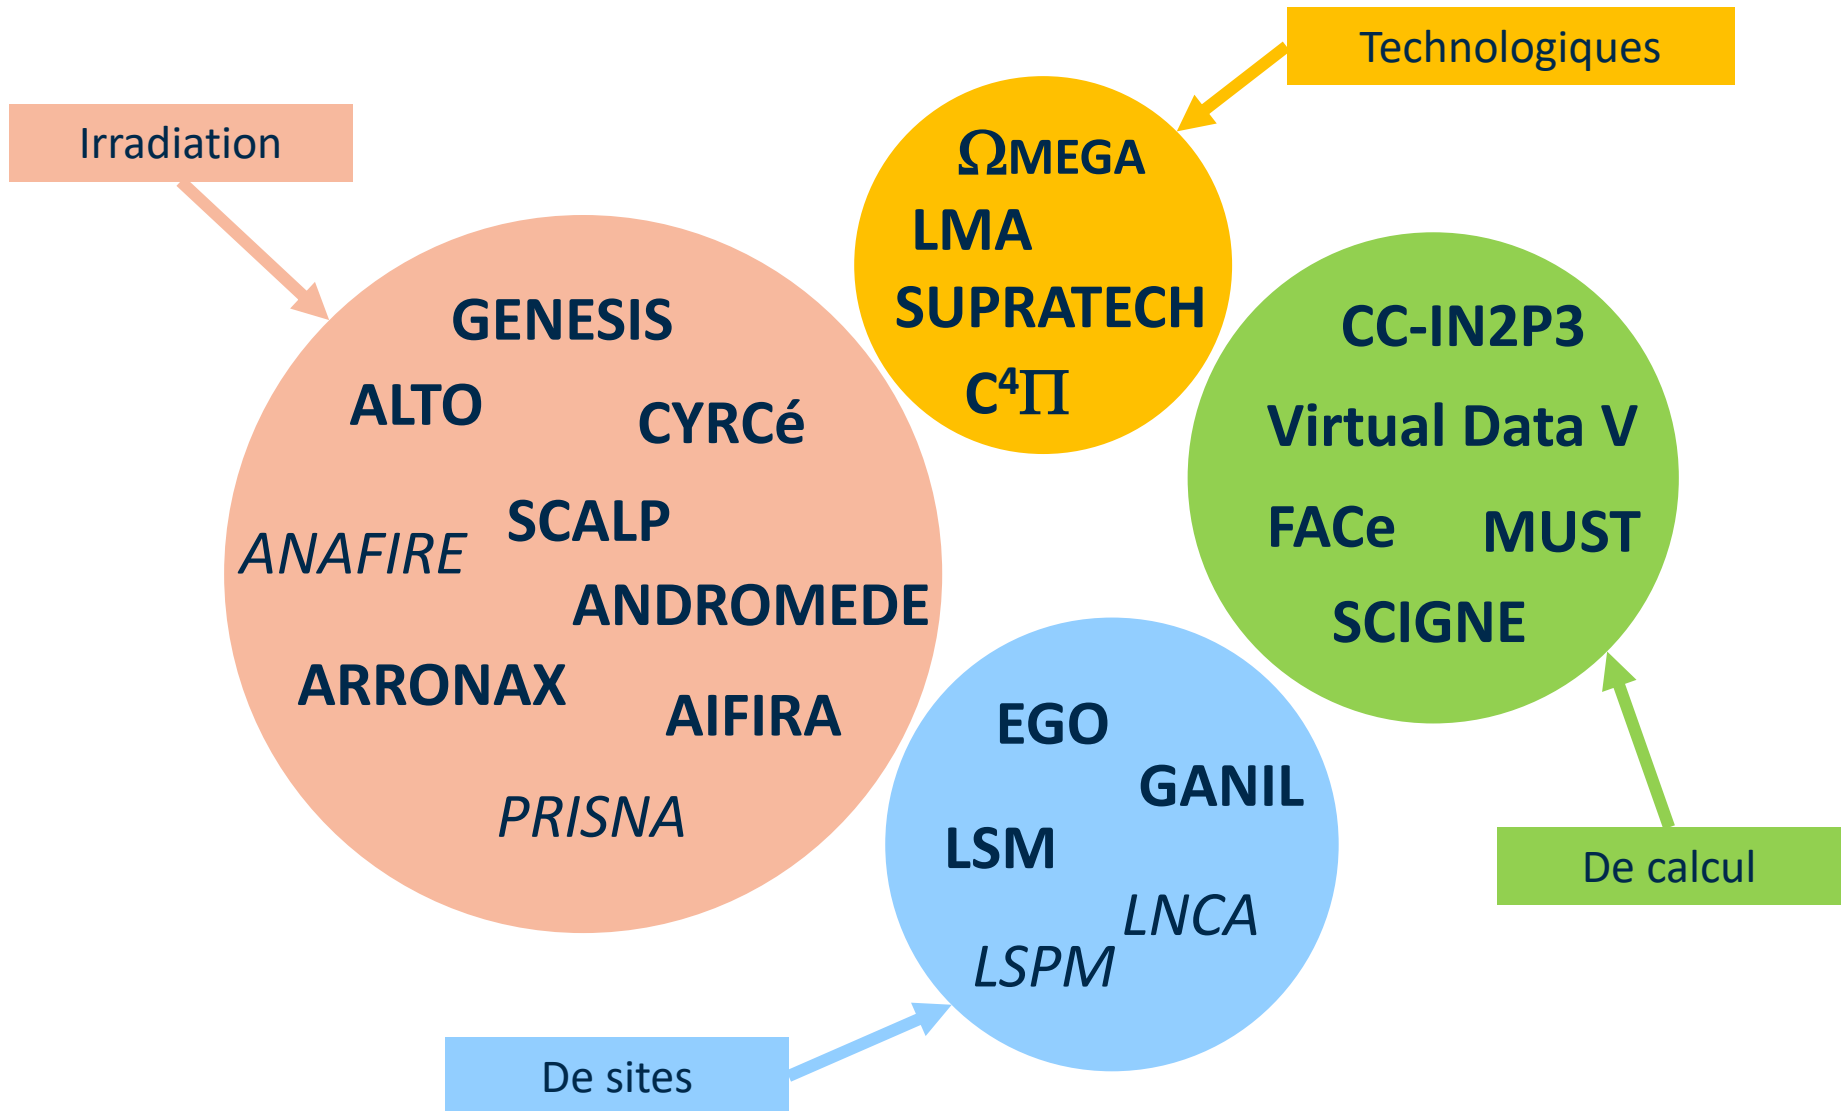 Technologiques
Irradiation
ΩMEGA
LMA
SUPRATECH
C⁴Π
GENESIS
ALTO
CYRCé
SCALP
ANAFIRE
ANDROMEDE
ARRONAX
AIFIRA
PRISNA
CC-IN2P3
Virtual Data V
FACe MUST
SCIGNE
EGO
GANIL
LSM
LNCA
LSPM
De calcul
De sites